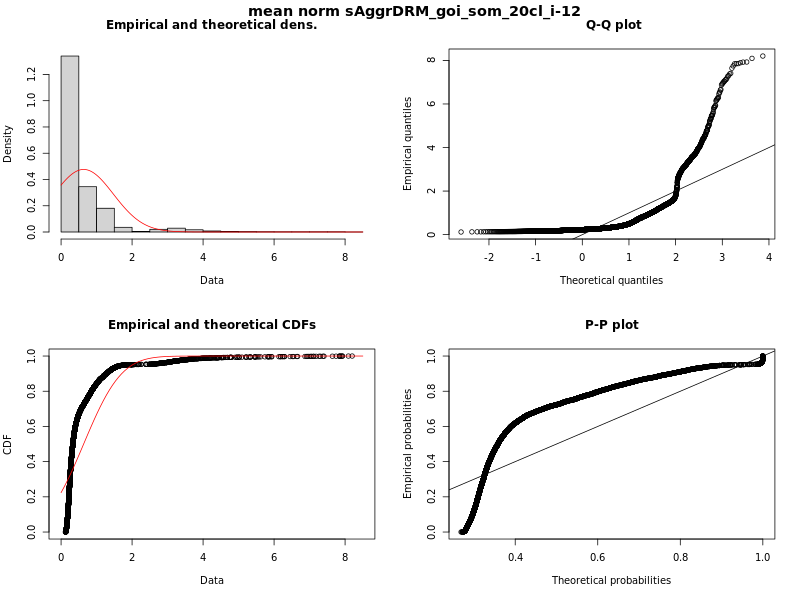 mean norm sAggrDRM_goi_som_20cl_i-12
Empirical and theoretical dens.
Density
0.0 0.2 0.4 0.6 0.8 1.0 1.2
0 2 4 6 8
Data
Q-Q plot
Empirical quantiles
0 2 4 6 8
-2 -1 0 1 2 3 4
Theoretical quantiles
Empirical and theoretical CDFs
CDF
0.0 0.2 0.4 0.6 0.8 1.0
0 2 4 6 8
Data
P-P plot
Empirical probabilities
0.0 0.2 0.4 0.6 0.8 1.0
0.4 0.6 0.8 1.0
Theoretical probabilities